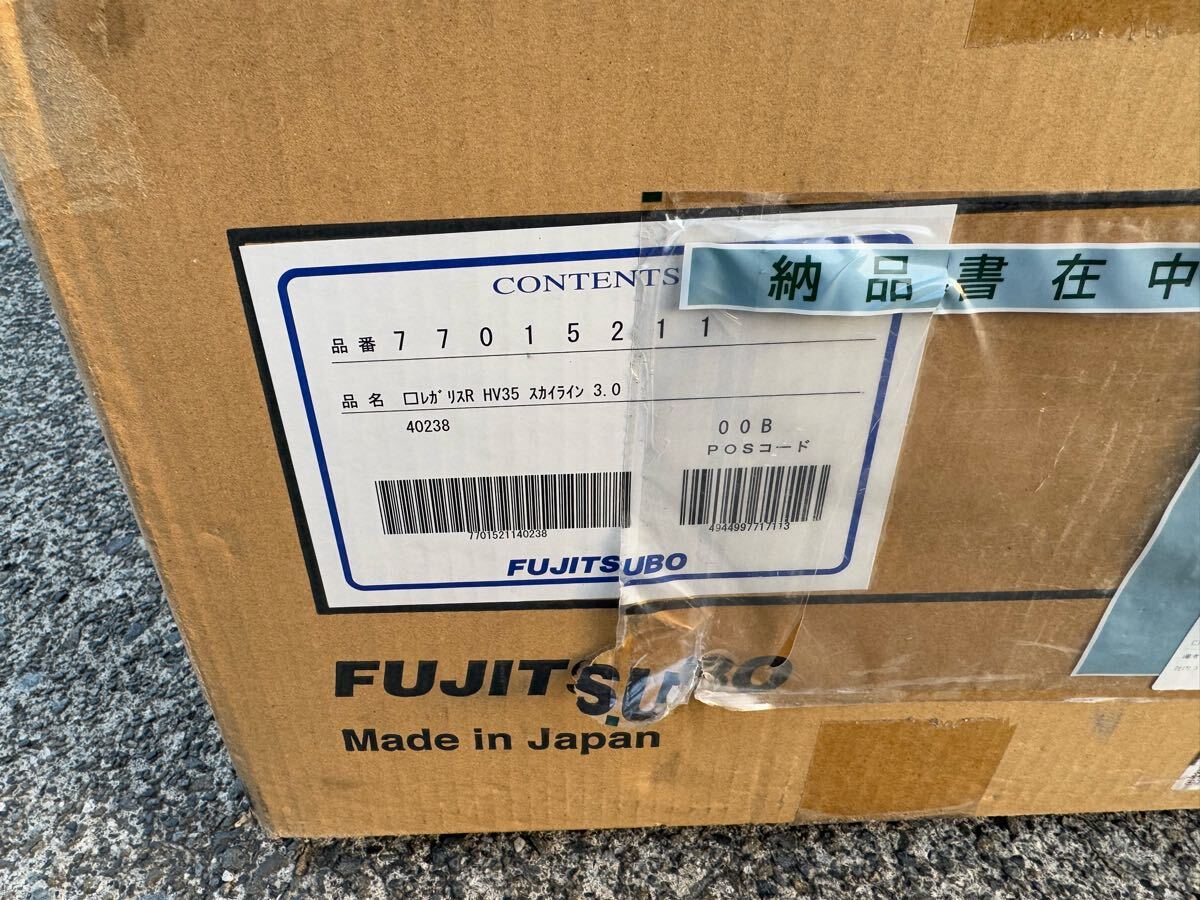 CONTENTS
納品書在中
品番 77015211
品名 □ﾚｶﾞﾘｽR HV35 ｽｶｲﾗｲﾝ 3.0
40238
00B
POSコード
7701521140238
4944997717113
FUJITSUBO
FUJITSUBO
Made in Japan